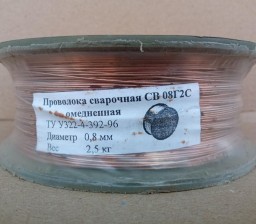 Проволока сварочная СВ 08Г2С
омедненная
ТУ У322-4-392-96
Диаметр 0,8 мм
Вес 2,5 кг